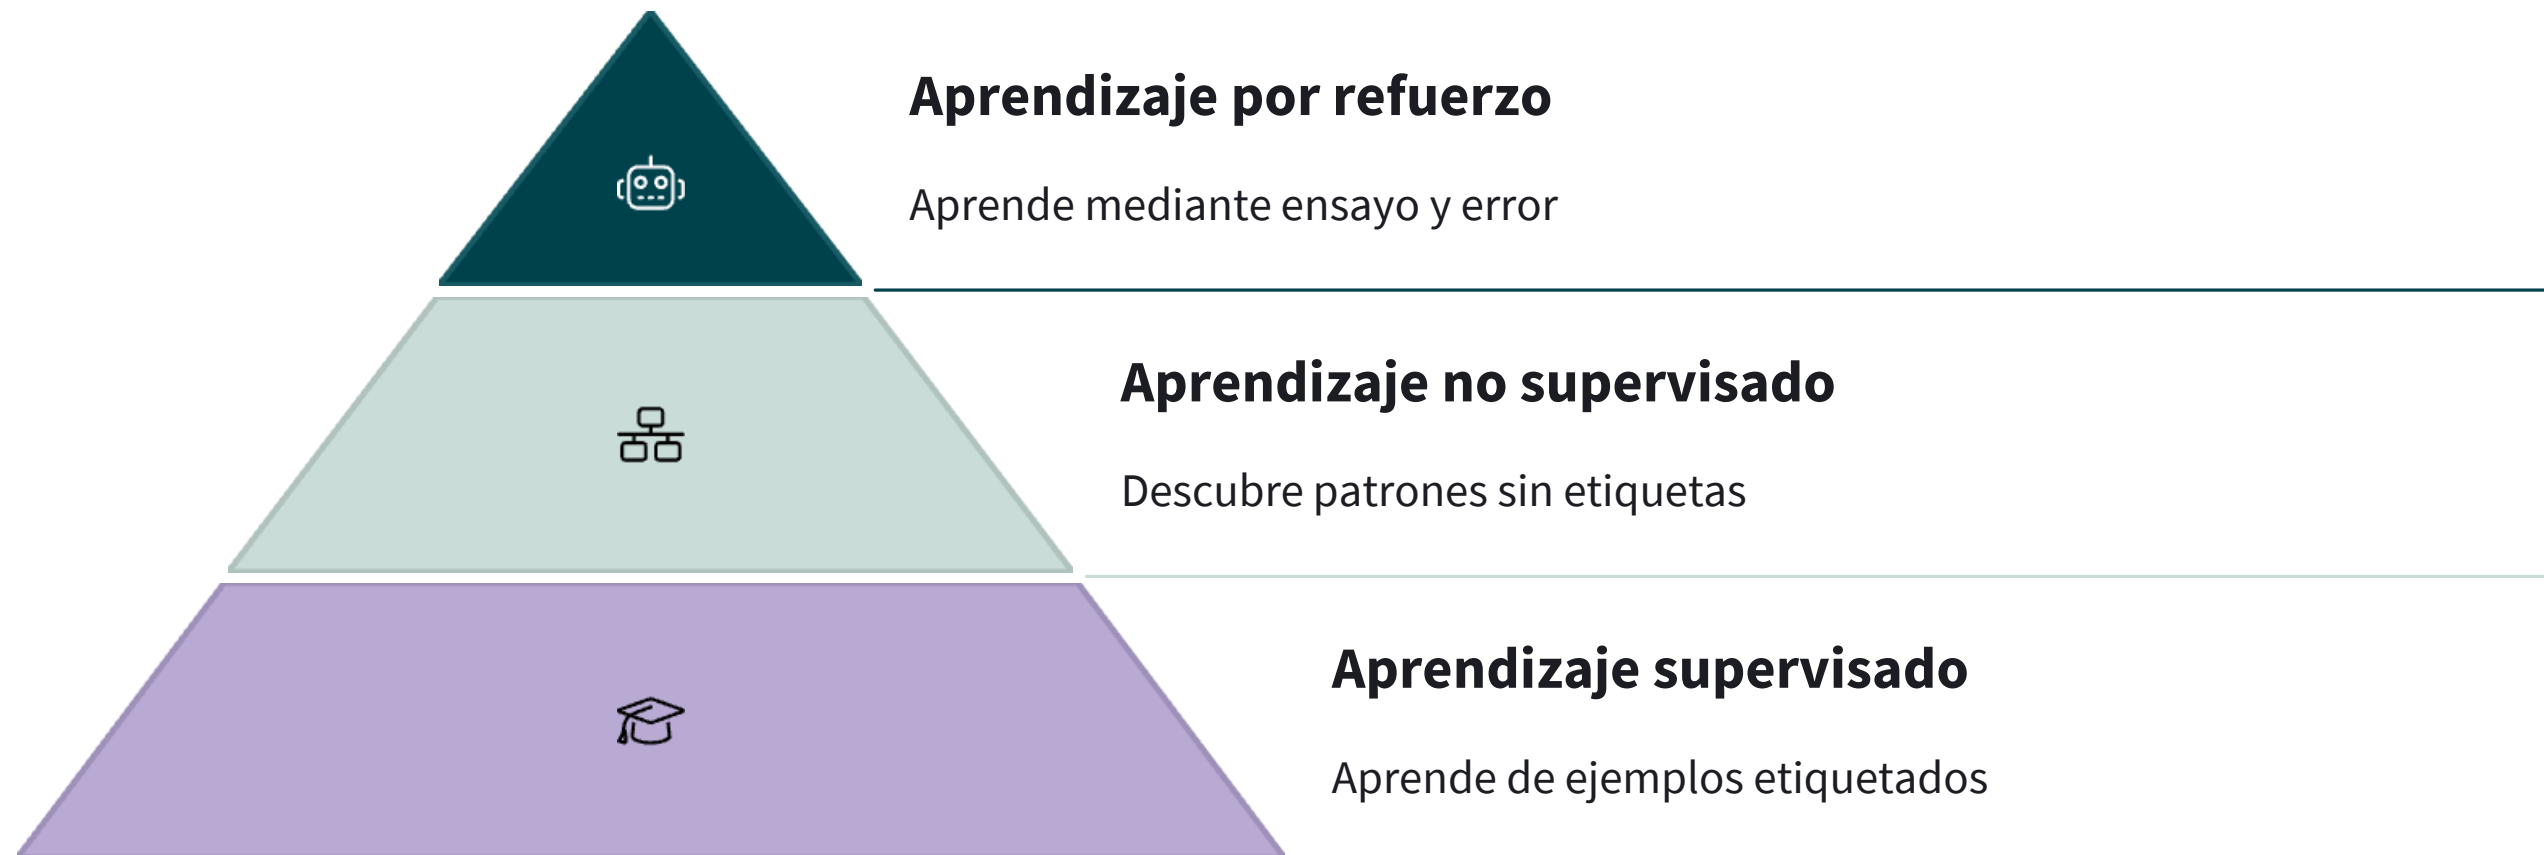 Aprendizaje por refuerzo
Aprende mediante ensayo y error
Aprendizaje no supervisado
Descubre patrones sin etiquetas
Aprendizaje supervisado
Aprende de ejemplos etiquetados